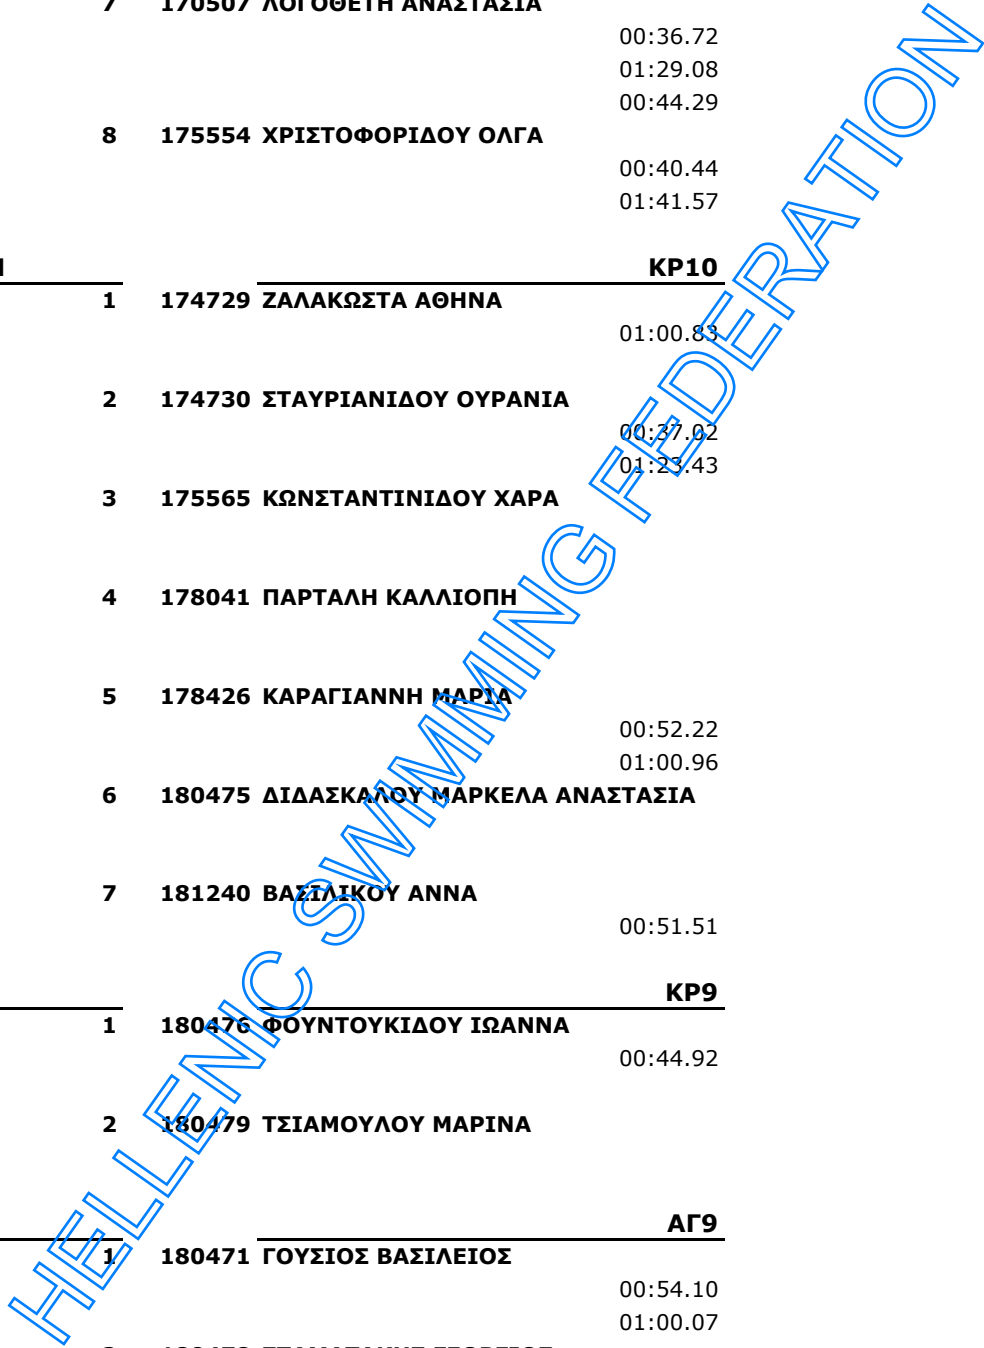 7 170507 ΛΟΓΟΘΕΤΗ ΑΝΑΣΤΑΣΙΑ
00:36.72
01:29.08
00:44.29
8 175554 ΧΡΙΣΤΟΦΟΡΙΔΟΥ ΟΛΓΑ
00:40.44
01:41.57
ΚΡ10
1 174729 ΖΑΛΑΚΩΣΤΑ ΑΘΗΝΑ
01:00.83
2 174730 ΣΤΑΥΡΙΑΝΙΔΟΥ ΟΥΡΑΝΙΑ
00:37.02
01:23.43
3 175565 ΚΩΝΣΤΑΝΤΙΝΙΔΟΥ ΧΑΡΑ
4 178041 ΠΑΡΤΑΛΗ ΚΑΛΛΙΟΠΗ
5 178426 ΚΑΡΑΓΙΑΝΝΗ ΜΑΡΙΑ
00:52.22
01:00.96
6 180475 ΔΙΔΑΣΚΑΛΟΥ ΜΑΡΚΕΛΑ ΑΝΑΣΤΑΣΙΑ
7 181240 ΒΑΣΙΛΙΚΟΥ ΑΝΝΑ
00:51.51
ΚΡ9
1 180476 ΦΟΥΝΤΟΥΚΙΔΟΥ ΙΩΑΝΝΑ
00:44.92
2 180479 ΤΣΙΑΜΟΥΛΟΥ ΜΑΡΙΝΑ
ΑΓ9
1 180471 ΓΟΥΣΙΟΣ ΒΑΣΙΛΕΙΟΣ
00:54.10
01:00.07
HELLENIC SWIMMING FEDERATION